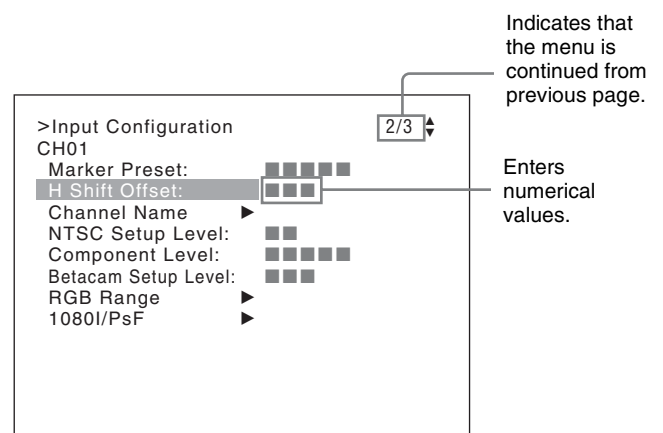 Indicates that
the menu is
continued from
previous page.
>Input Configuration 2/3
CH01
Marker Preset: ■■■■■
H Shift Offset: ■■■
Enters
numerical
values.
Channel Name ▶
NTSC Setup Level: ■■
Component Level: ■■■■■
Betacam Setup Level: ■■■
RGB Range ▶
1080I/PsF ▶